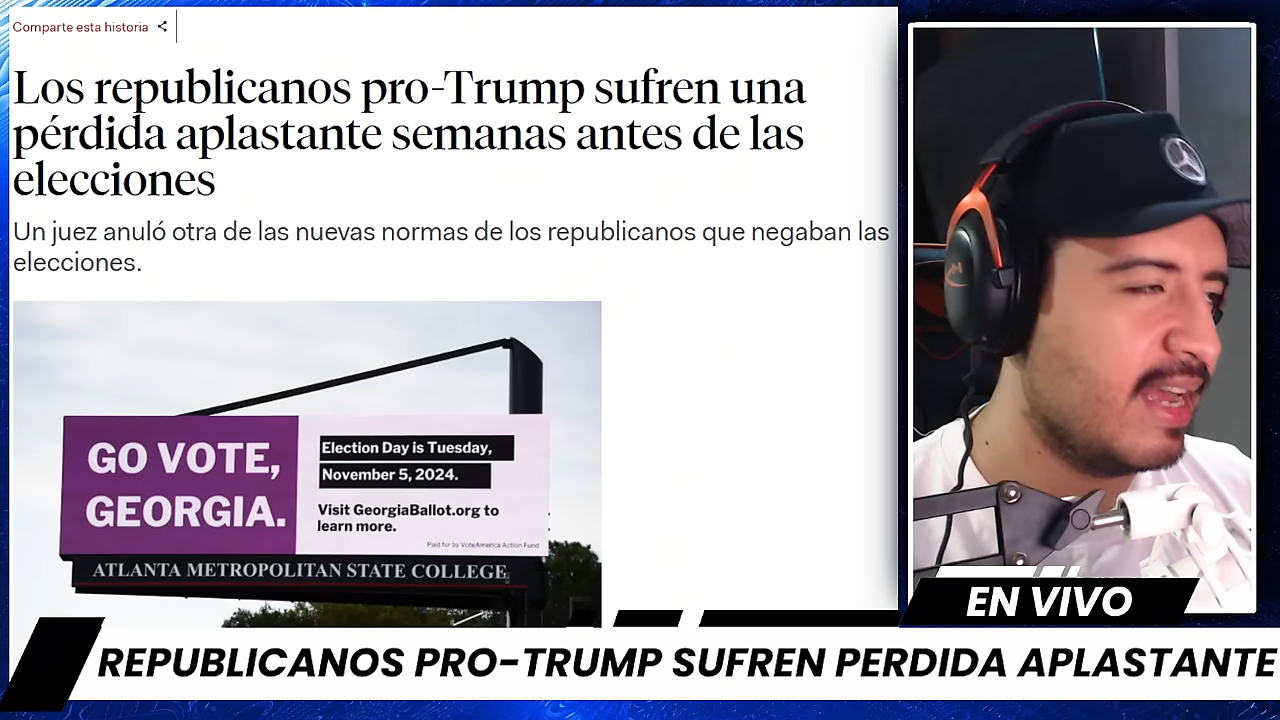 Comparte esta historia
Los republicanos pro-Trump sufren una
pérdida aplastante semanas antes de las
elecciones
Un juez anuló otra de las nuevas normas de los republicanos que negaban las
elecciones.
GO VOTE,
GEORGIA.
Election Day is Tuesday,
November 5, 2024.
Visit GeorgiaBallot.org to
learn more.
Paid for by VoteAmerica Action Fund
ATLANTA METROPOLITAN STATE COLLEGE
EN VIVO
REPUBLICANOS PRO-TRUMP SUFREN PERDIDA APLASTANTE